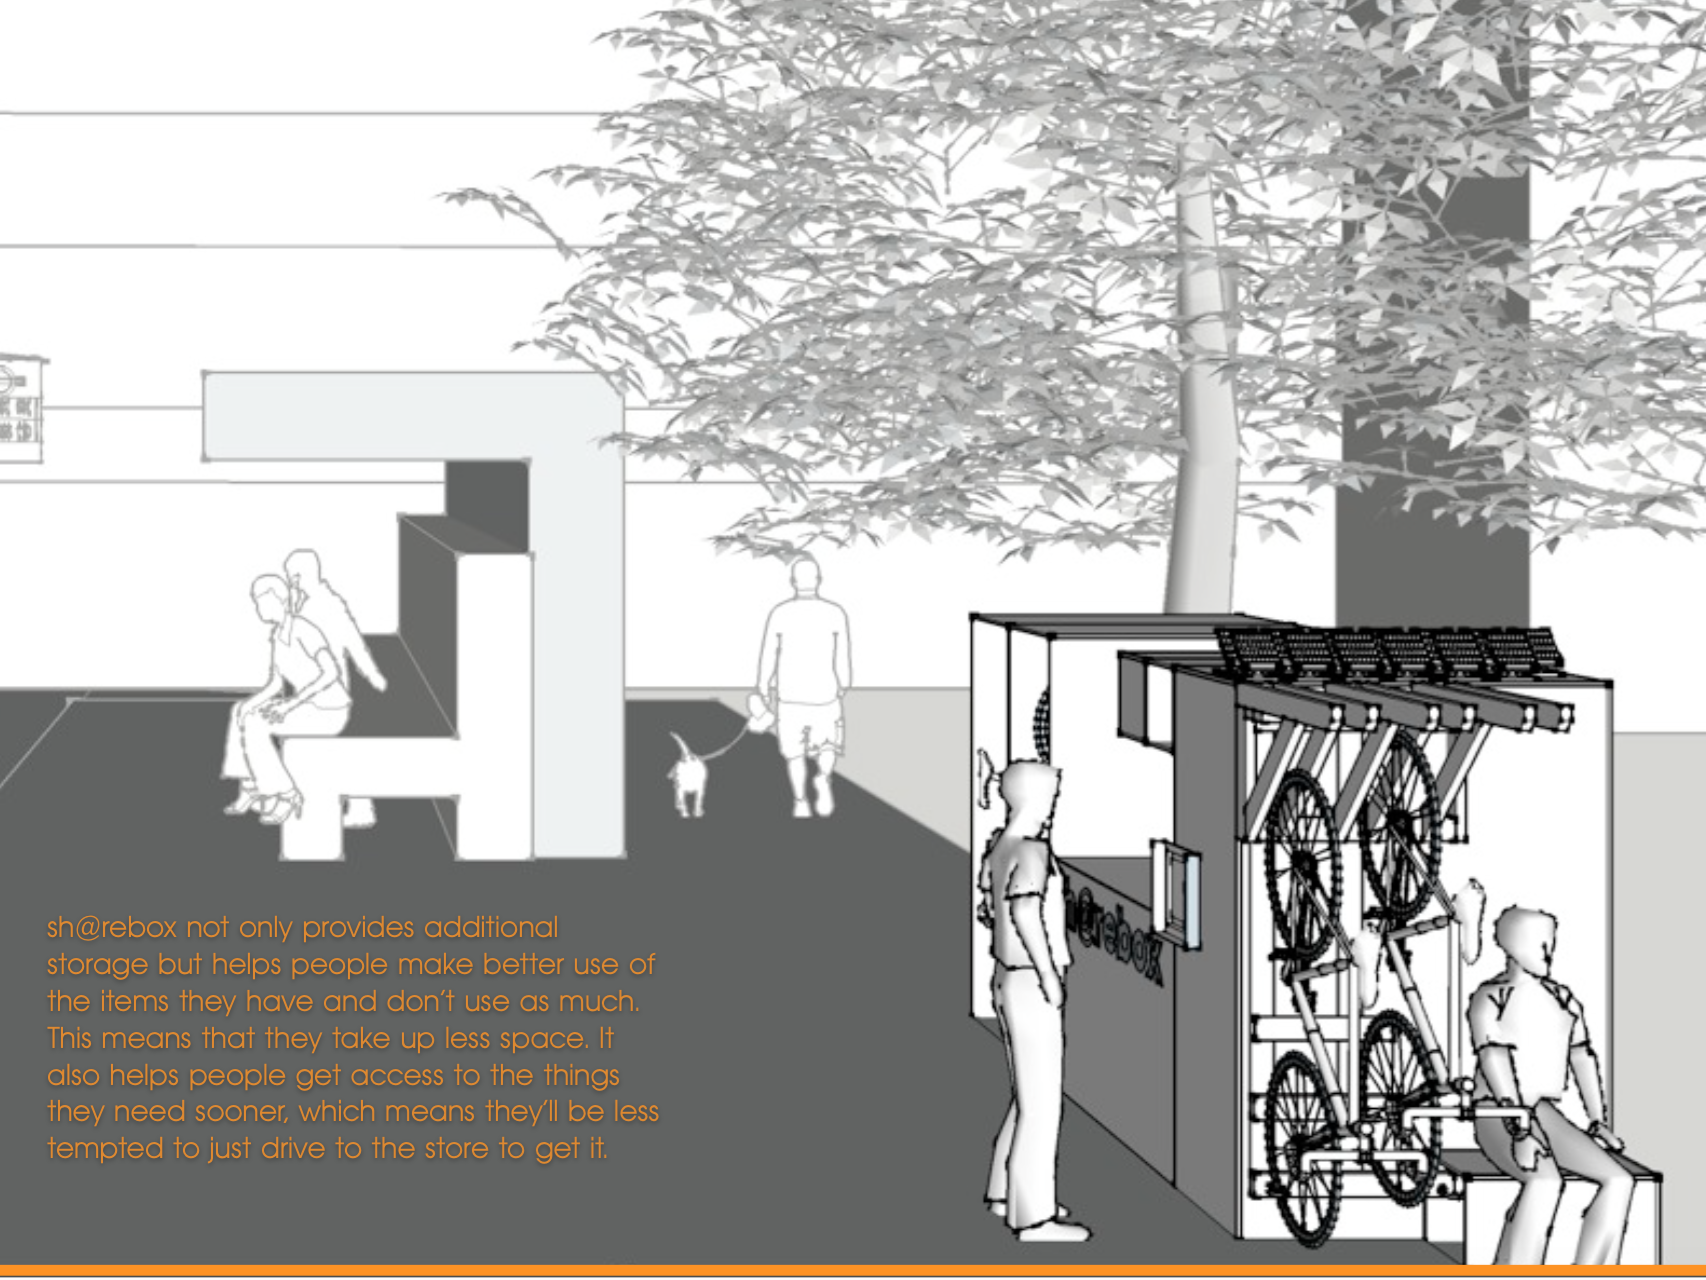 sh@rebox not only provides additional
storage but helps people make better use of
the items they have and don't use as much.
This means that they take up less space. It
also helps people get access to the things
they need sooner, which means they'll be less
tempted to just drive to the store to get it.
@rebox